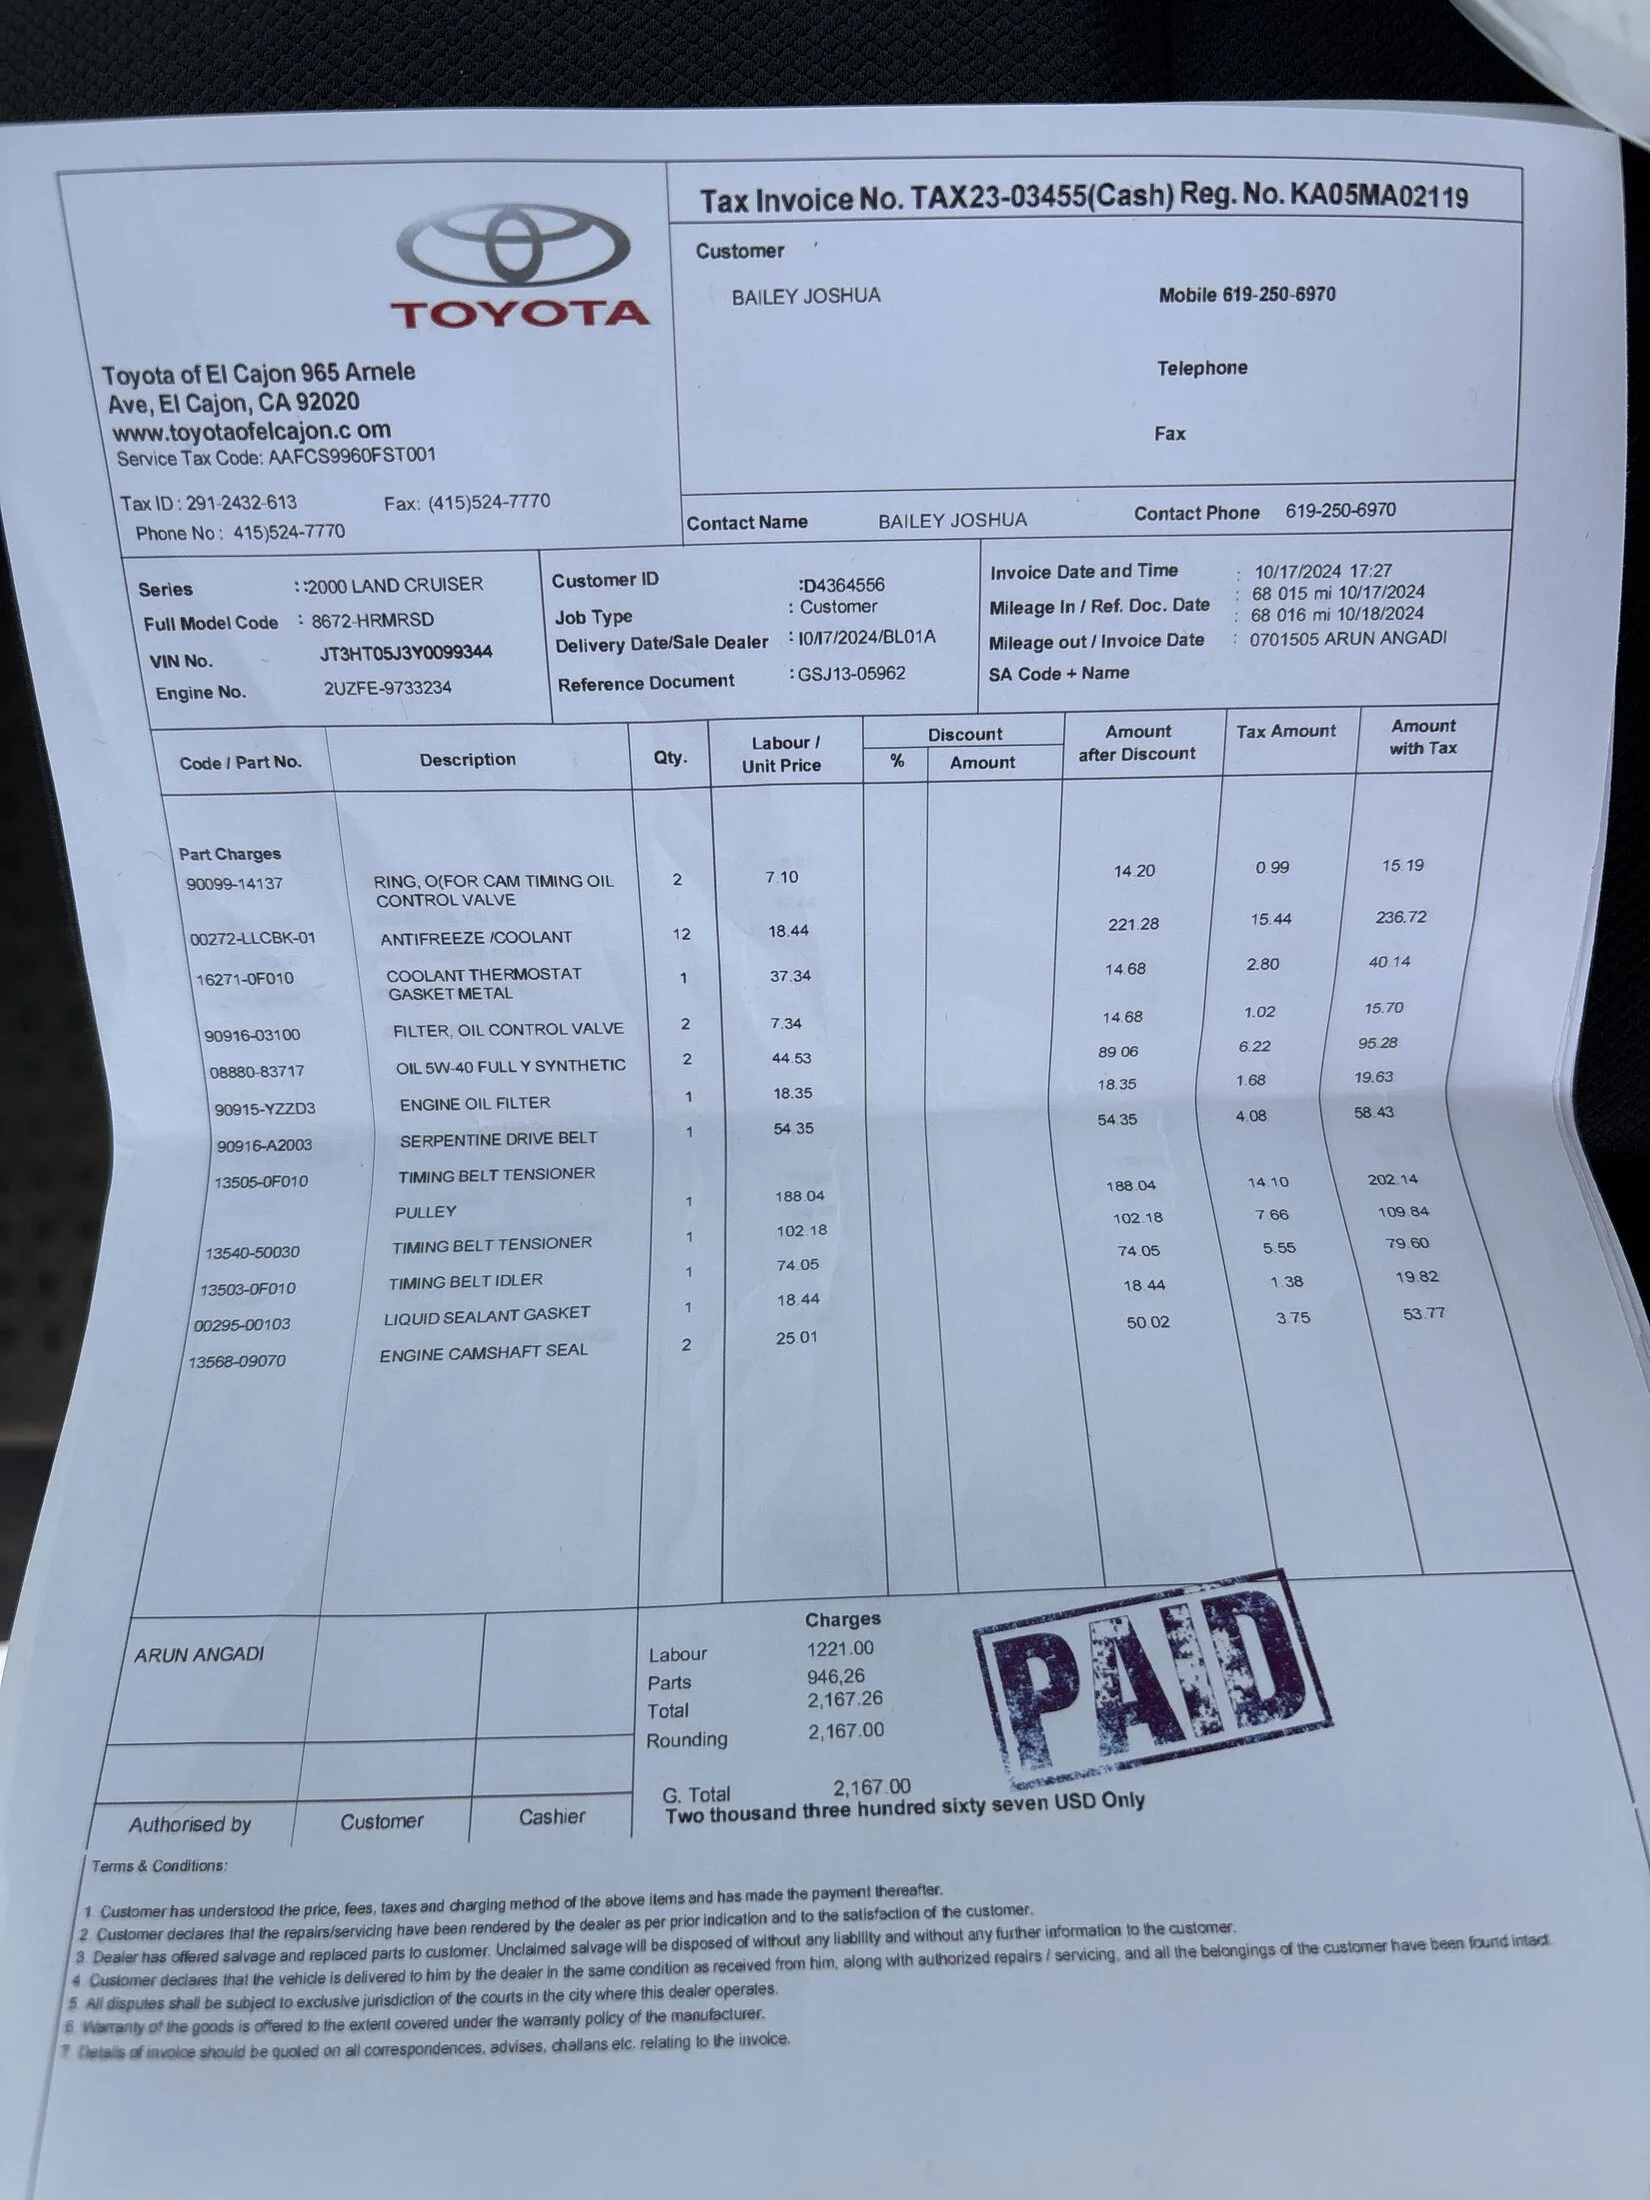 TOYOTA
Toyota of El Cajon 965 Arnele
Ave, El Cajon, CA 92020
www.toyotaofelcajon.c om
Service Tax Code: AAFCS9960FST001
Tax ID : 291-2432-613 Fax: (415)524-7770
Phone No : 415)524-7770
Tax Invoice No. TAX23-03455(Cash) Reg. No. KA05MA02119
Customer
BAILEY JOSHUA Mobile 619-250-6970
Telephone
Fax
Contact Name BAILEY JOSHUA Contact Phone 619-250-6970
Series ::2000 LAND CRUISER
Full Model Code : 8672-HRMRSD
VIN No. JT3HT05J3Y0099344
Engine No. 2UZFE-9733234
Customer ID :D4364556
Job Type : Customer
Delivery Date/Sale Dealer : 10/17/2024/BL01A
Reference Document :GSJ13-05962
Invoice Date and Time : 10/17/2024 17:27
: 68 015 mi 10/17/2024
Mileage In / Ref. Doc. Date : 68 016 mi 10/18/2024
Mileage out / Invoice Date : 0701505 ARUN ANGADI
SA Code + Name
Code / Part No. Description Qty. Labour / Unit Price Discount % Amount Amount after Discount Tax Amount Amount with Tax
Part Charges
90099-14137 RING, O(FOR CAM TIMING OIL 2 7.10 14.20 0.99 15.19
CONTROL VALVE
00272-LLCBK-01 ANTIFREEZE /COOLANT 12 18.44 221.28 15.44 236.72
16271-0F010 COOLANT THERMOSTAT 1 37.34 14.68 2.80 40.14
GASKET METAL
90916-03100 FILTER, OIL CONTROL VALVE 2 7.34 14.68 1.02 15.70
08880-83717 OIL 5W-40 FULL Y SYNTHETIC 2 44.53 89.06 6.22 95.28
90915-YZZD3 ENGINE OIL FILTER 1 18.35 18.35 1.68 19.63
90916-A2003 SERPENTINE DRIVE BELT 1 54.35 54.35 4.08 58.43
13505-0F010 TIMING BELT TENSIONER
PULLEY 1 188.04 188.04 14.10 202.14
13540-50030 TIMING BELT TENSIONER 1 102.18 102.18 7.66 109.84
13503-0F010 TIMING BELT IDLER 1 74.05 74.05 5.55 79.60
00295-00103 LIQUID SEALANT GASKET 1 18.44 18.44 1.38 19.82
13568-09070 ENGINE CAMSHAFT SEAL 2 25.01 50.02 3.75 53.77
ARUN ANGADI
Authorised by Customer Cashier
Charges
Labour 1221.00
Parts 946,26
Total 2,167.26
Rounding 2,167.00
G. Total 2,167.00
Two thousand three hundred sixty seven USD Only
PAID
Terms & Conditions:
1. Customer has understood the price, fees, taxes and charging method of the above items and has made the payment thereafter.
2. Customer declares that the repairs/servicing have been rendered by the dealer as per prior indication and to the satisfaction of the customer.
3. Dealer has offered salvage and replaced parts to customer. Unclaimed salvage will be disposed of without any liability and without any further information to the customer.
4. Customer declares that the vehicle is delivered to him by the dealer in the same condition as received from him, along with authorized repairs / servicing, and all the belongings of the customer have been found intact.
5. All disputes shall be subject to exclusive jurisdiction of the courts in the city where this dealer operates.
6. Warranty of the goods is offered to the extent covered under the warranty policy of the manufacturer.
7. Details of invoice should be quoted on all correspondences, advises, challans etc. relating to the invoice.